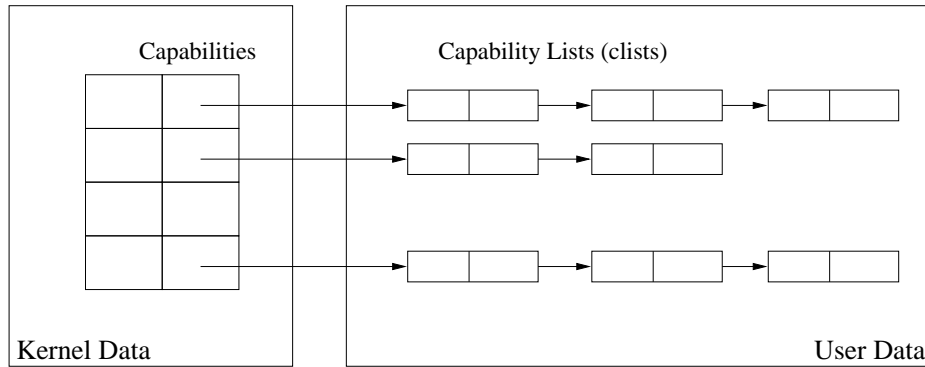 Capabilities
Capability Lists (clists)
Kernel Data
User Data